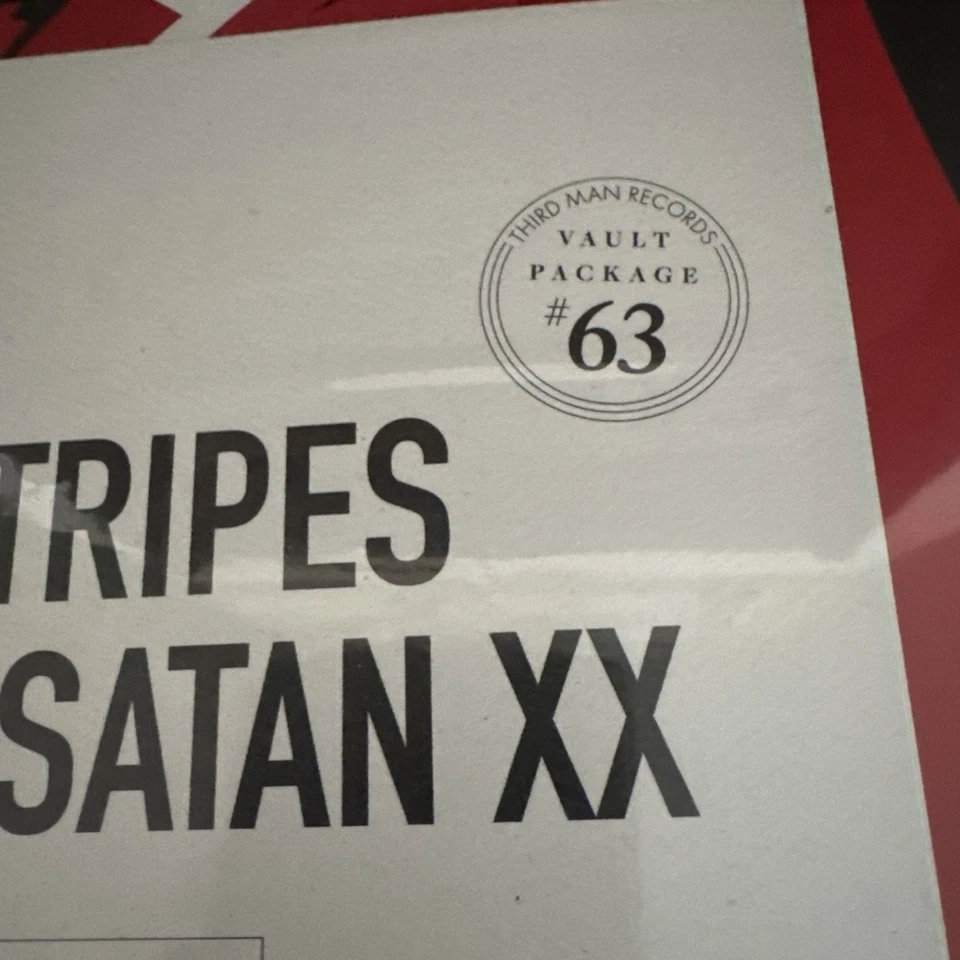 THIRD MAN RECORDS
VAULT
PACKAGE
#63
TRIPES
SATAN XX